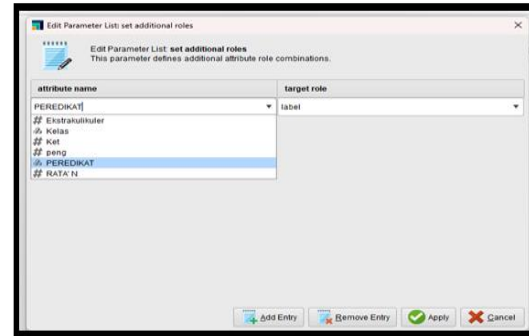 Edit Parameter List: set additional roles
Edit Parameter List: set additional roles
This parameter defines additional attribute role combinations.
attribute name target role
PEREDIKAT label
Ekstrakulikuler
Kelas
Ket
peng
PEREDIKAT
RATA'N
Add Entry Remove Entry Apply Cancel